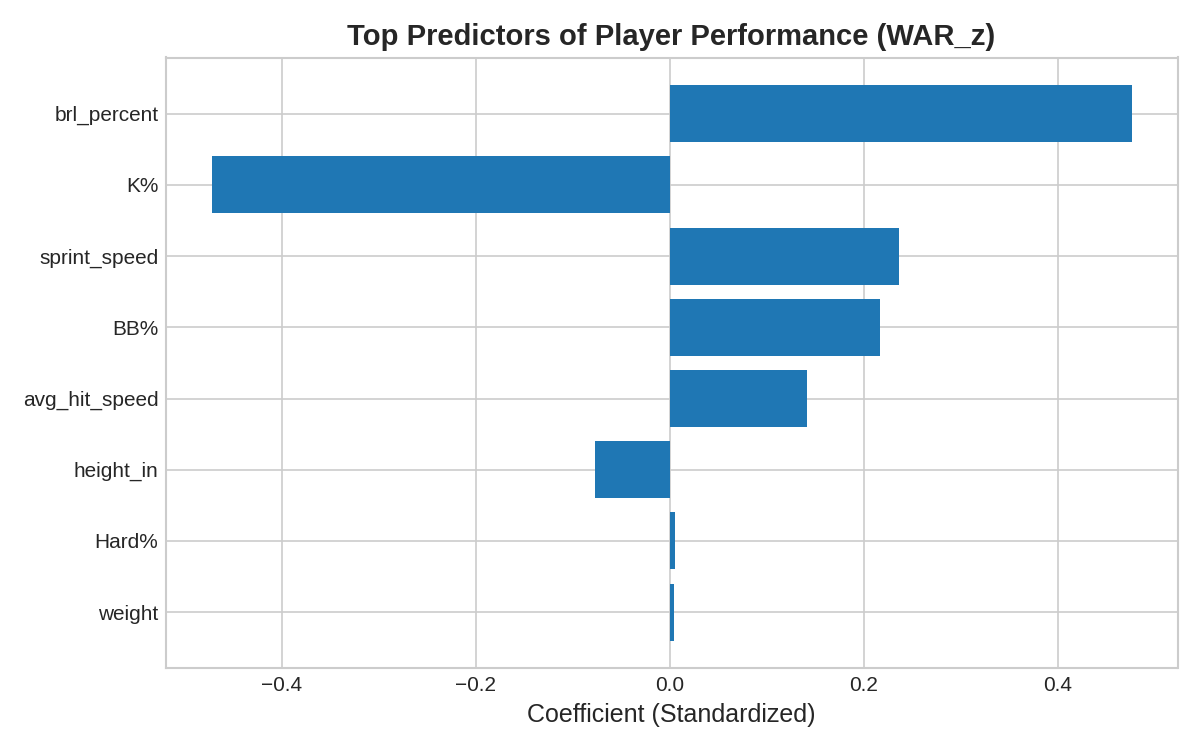 Top Predictors of Player Performance (WAR_z)
brl_percent
K%
sprint_speed
BB%
avg_hit_speed
height_in
Hard%
weight
−0.4 −0.2 0.0 0.2 0.4
Coefficient (Standardized)